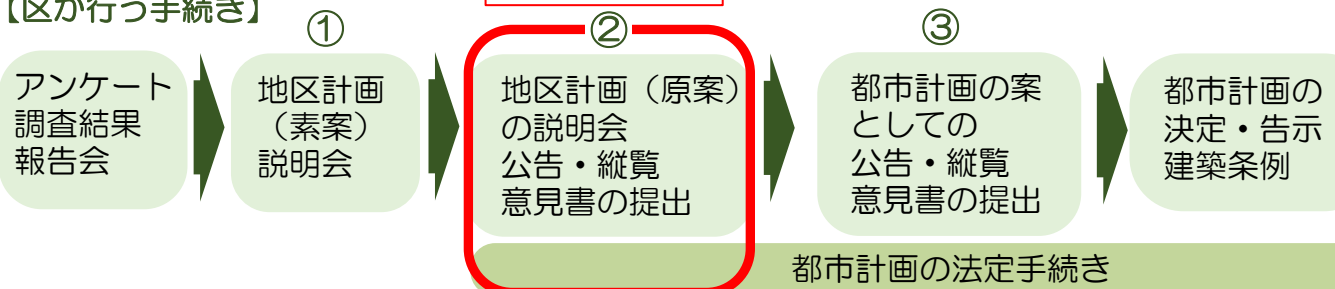 【区が行う手続き】
①
②
③
アンケート
調査結果
報告会
地区計画
（素案）
説明会
地区計画（原案）
の説明会
公告・縦覧
意見書の提出
都市計画の案
としての
公告・縦覧
意見書の提出
都市計画の
決定・告示
建築条例
都市計画の法定手続き